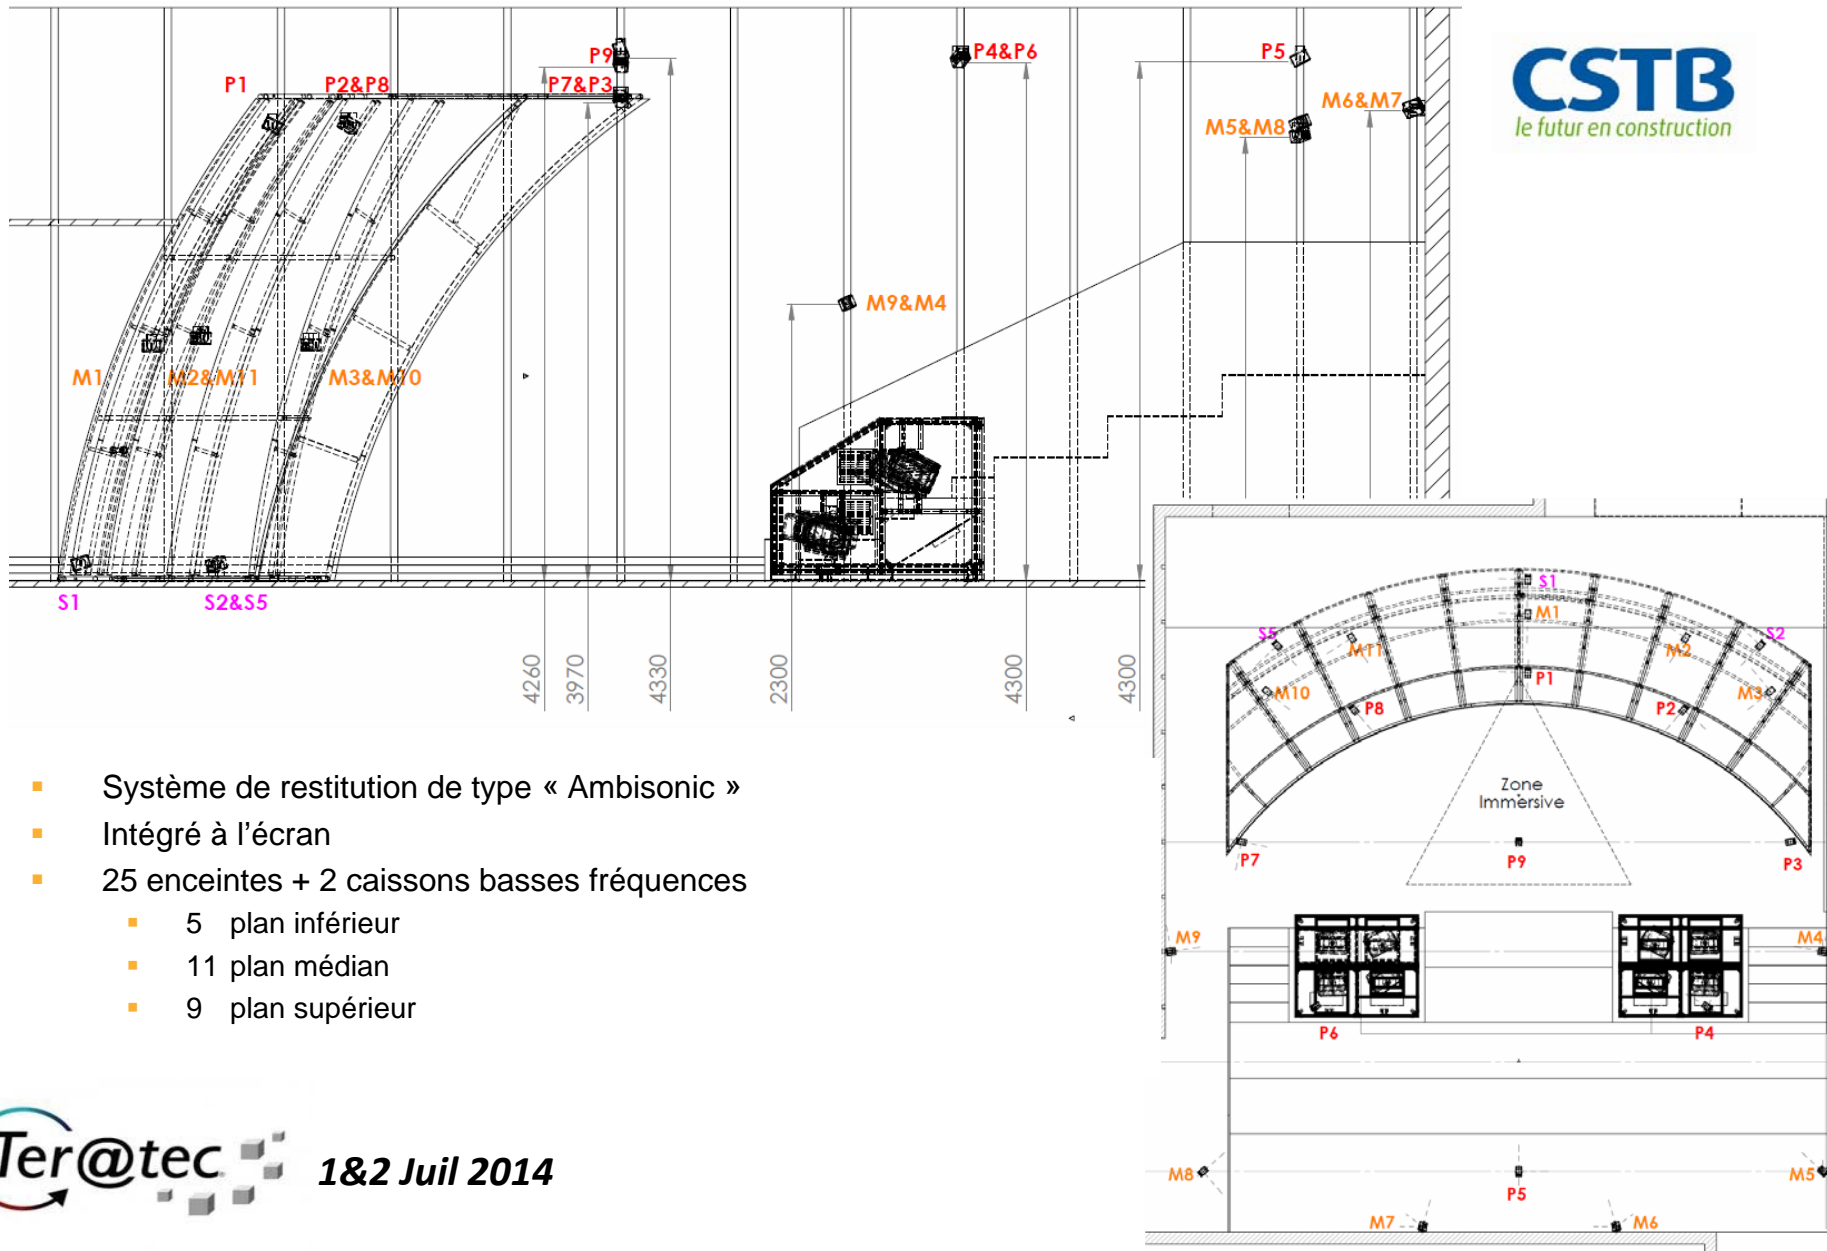 P9
P4&P6
P5
P1
P2&P8
P7&P3
M6&M7
M5&M8
CSTB
le futur en construction
M9&M4
M1
M2&M11
M3&M10
S1
S2&S5
4260
3970
4330
2300
4300
4300
Système de restitution de type « Ambisonic »
Intégré à l'écran
25 enceintes + 2 caissons basses fréquences
5 plan inférieur
11 plan médian
9 plan supérieur
S1
M1
S5
S2
M11
M2
P1
M10
M3
P8
P2
Zone
Immersive
P7
P9
P3
M9
M4
P6
P4
M8
M5
P5
M7
M6
Ter@tec
1&2 Juil 2014